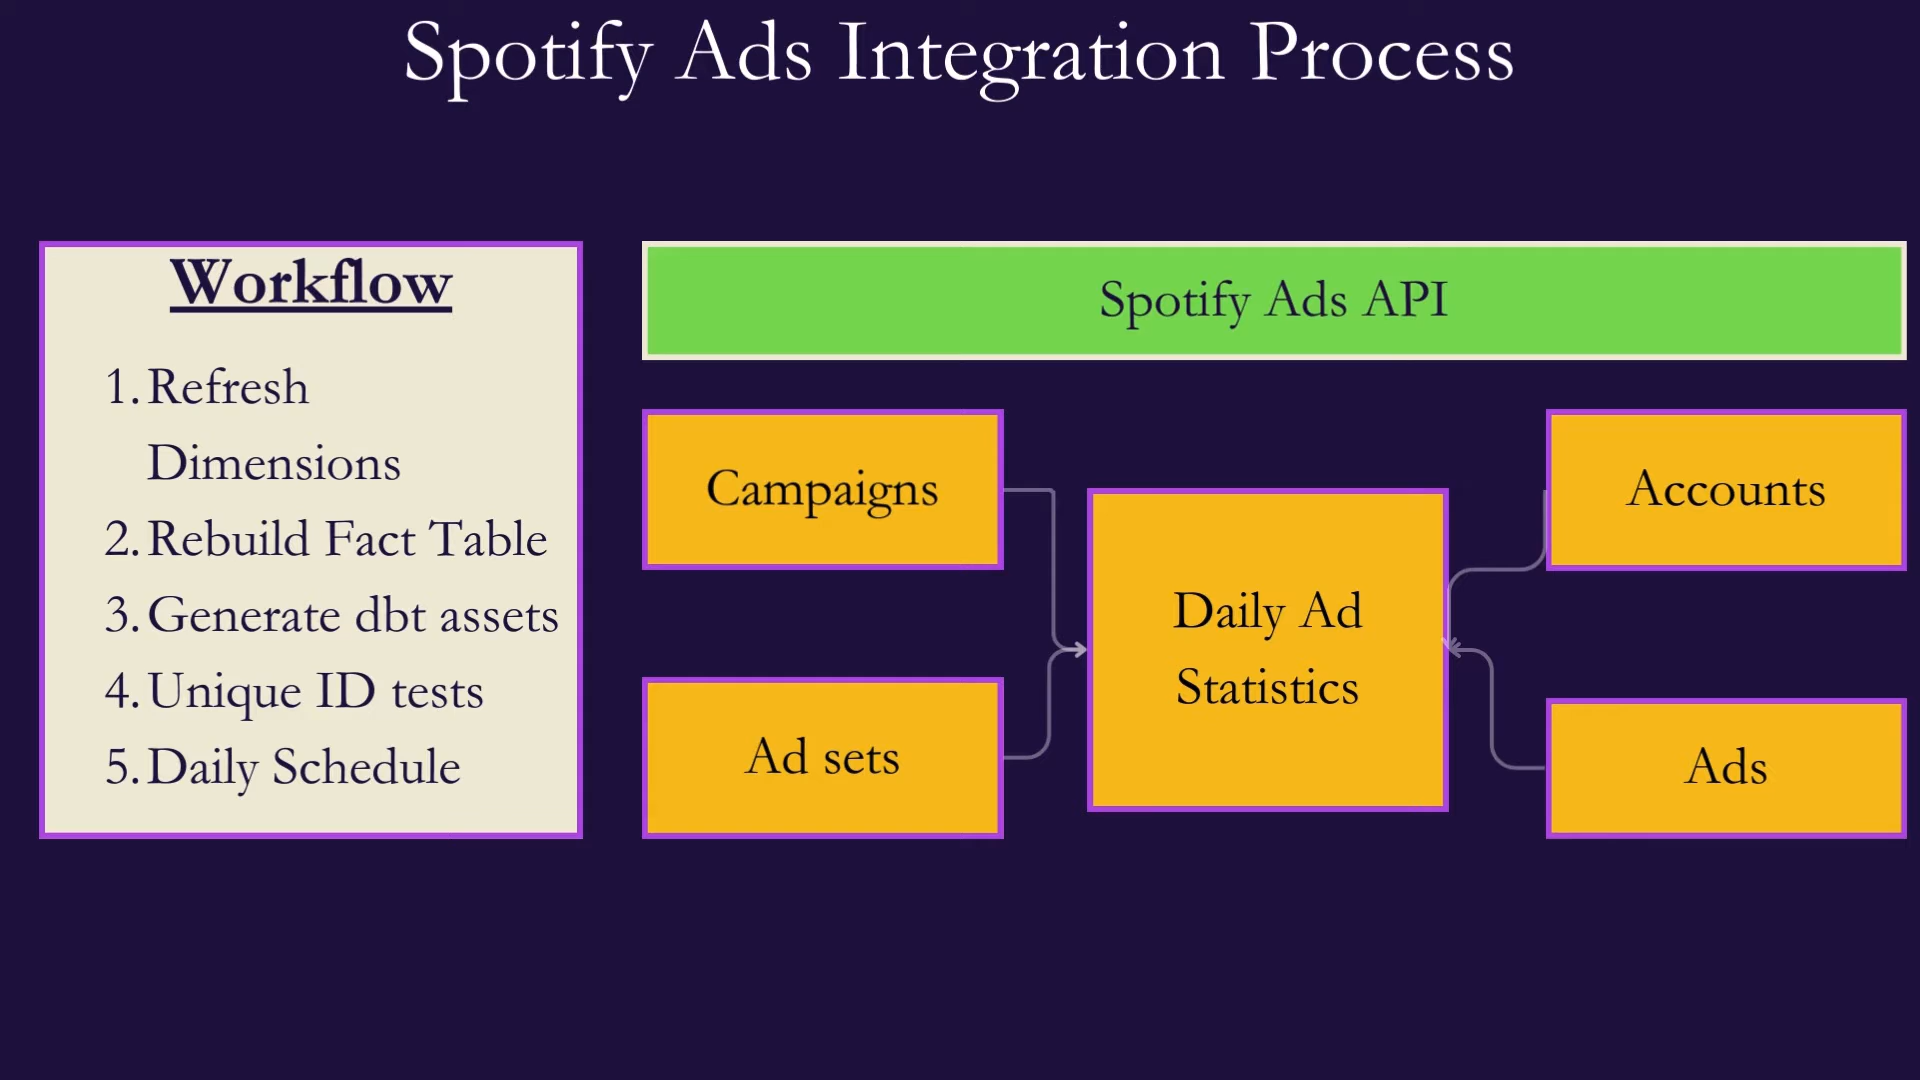 Spotify Ads Integration Process
Workflow
1. Refresh
Dimensions
2. Rebuild Fact Table
3. Generate dbt assets
4. Unique ID tests
5. Daily Schedule
Spotify Ads API
Campaigns
Ad sets
Daily Ad
Statistics
Accounts
Ads